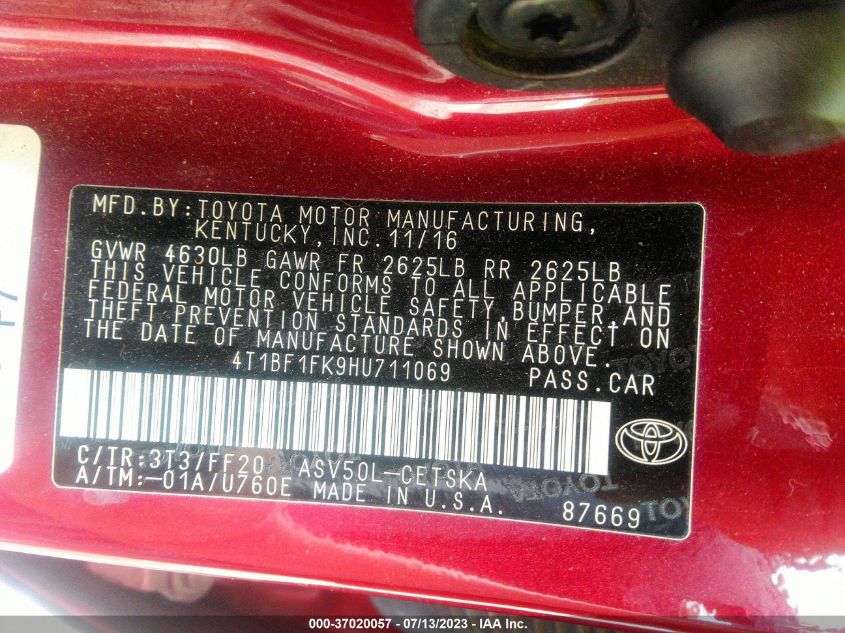 MFD.BY:TOYOTA MOTOR MANUFACTURING,
KENTUCKY,INC.11/16
GVWR 4630LB GAWR FR 2625LB RR 2625LB
THIS VEHICLE CONFORMS TO ALL APPLICABLE
FEDERAL MOTOR VEHICLE SAFETY,BUMPER,AND
THEFT PREVENTION STANDARDS IN EFFECT ON
THE DATE OF MANUFACTURE SHOWN ABOVE.
4T1BF1FK9HU711069 PASS.CAR
C/TR:3T3/FF20 ASV50L-CETSKA
A/TM:-01A/U760E MADE IN U.S.A.
87669
000-37020057 - 07/13/2023 - IAA Inc.